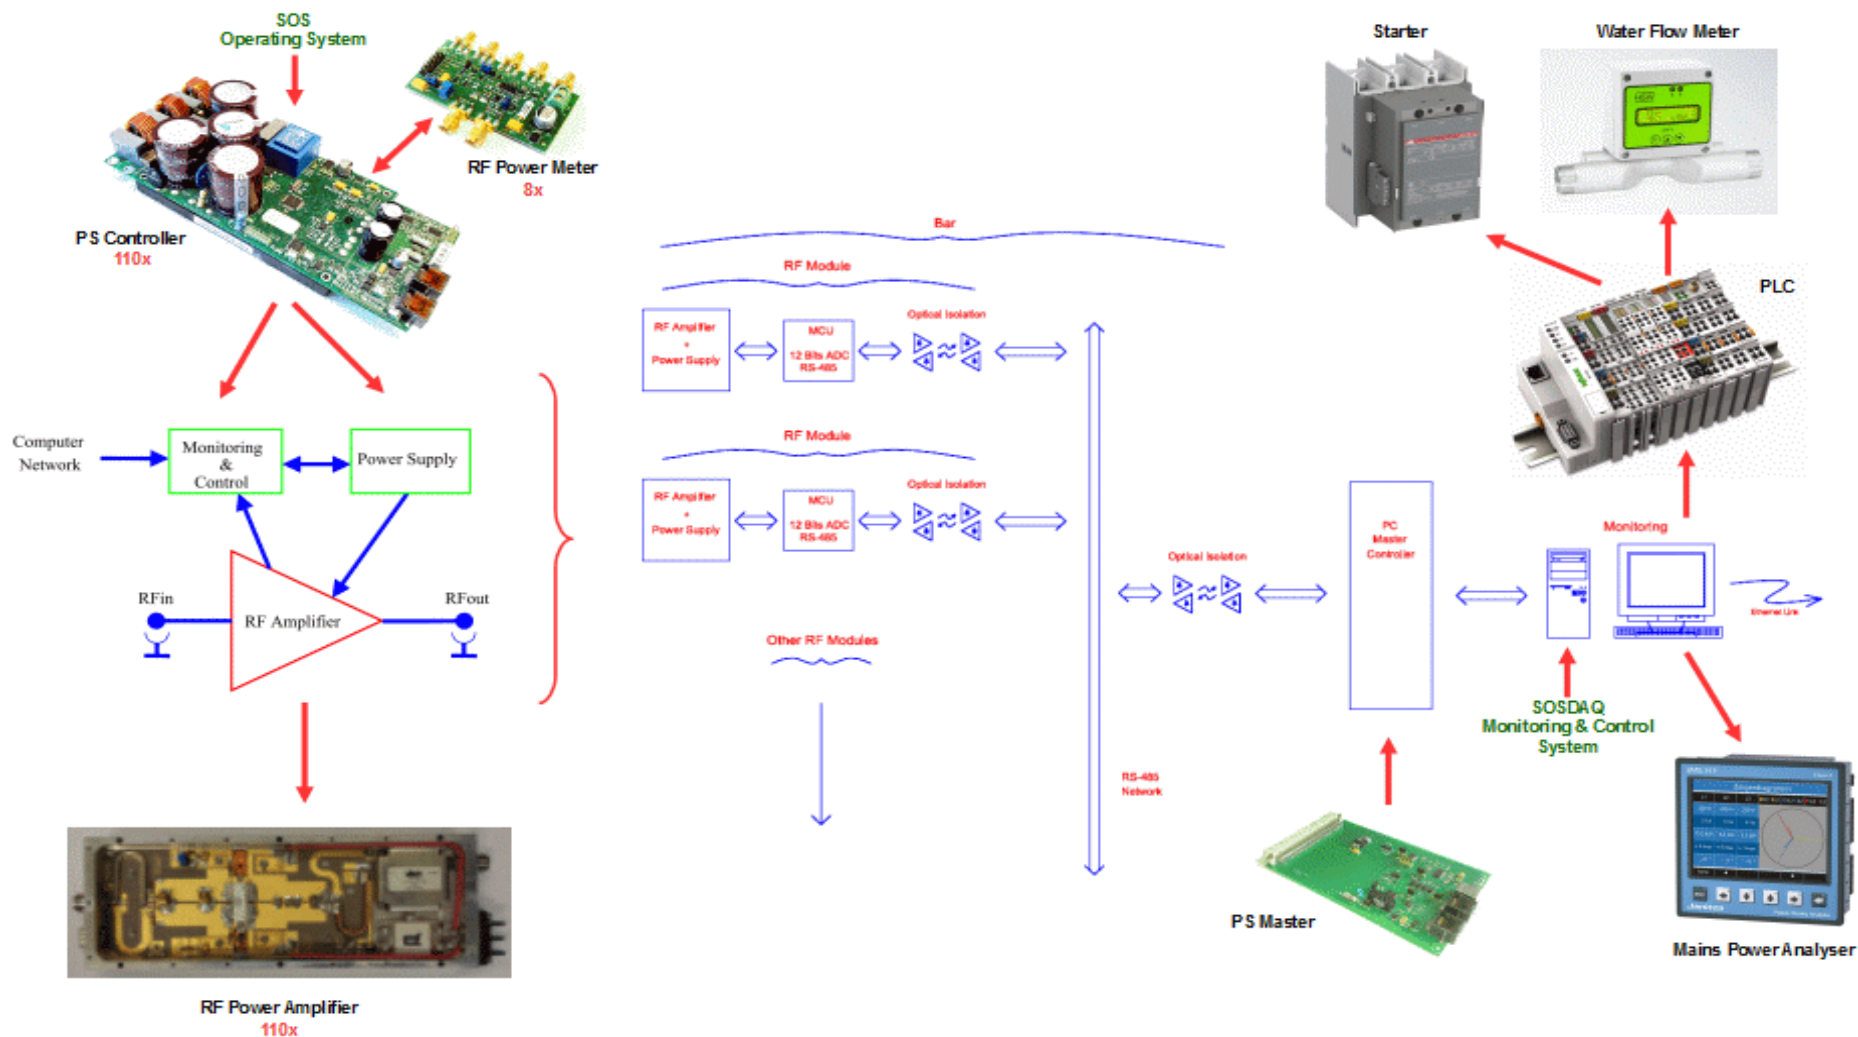 SOS
Operating System
RF Power Meter
8x
PS Controller
110x
Starter
Water Flow Meter
PLC
Bar
RF Module
RF Amplifier
+
Power Supply
MCU
12 Bits ADC
RS-485
Optical Isolation
RF Module
RF Amplifier
+
Power Supply
MCU
12 Bits ADC
RS-485
Optical Isolation
Computer
Network
Monitoring
&
Control
Power Supply
RFin
RF Amplifier
RFout
Other RF Modules
Optical Isolation
PC
Master
Controller
Monitoring
Ethernet Link
SOSDAQ
Monitoring & Control
System
RS-485
Network
PS Master
Mains Power Analyser
RF Power Amplifier
110x